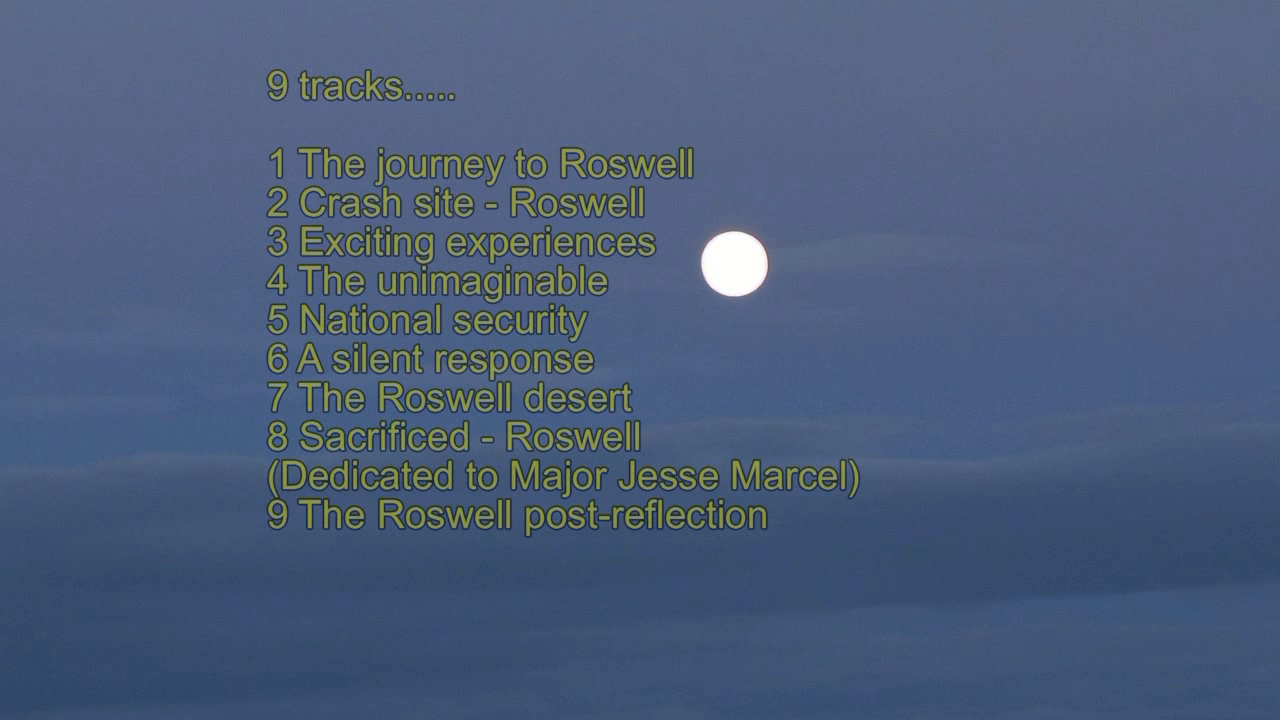 9 tracks.....
1 The journey to Roswell
2 Crash site - Roswell
3 Exciting experiences
4 The unimaginable
5 National security
6 A silent response
7 The Roswell desert
8 Sacrificed - Roswell
(Dedicated to Major Jesse Marcel)
9 The Roswell post-reflection